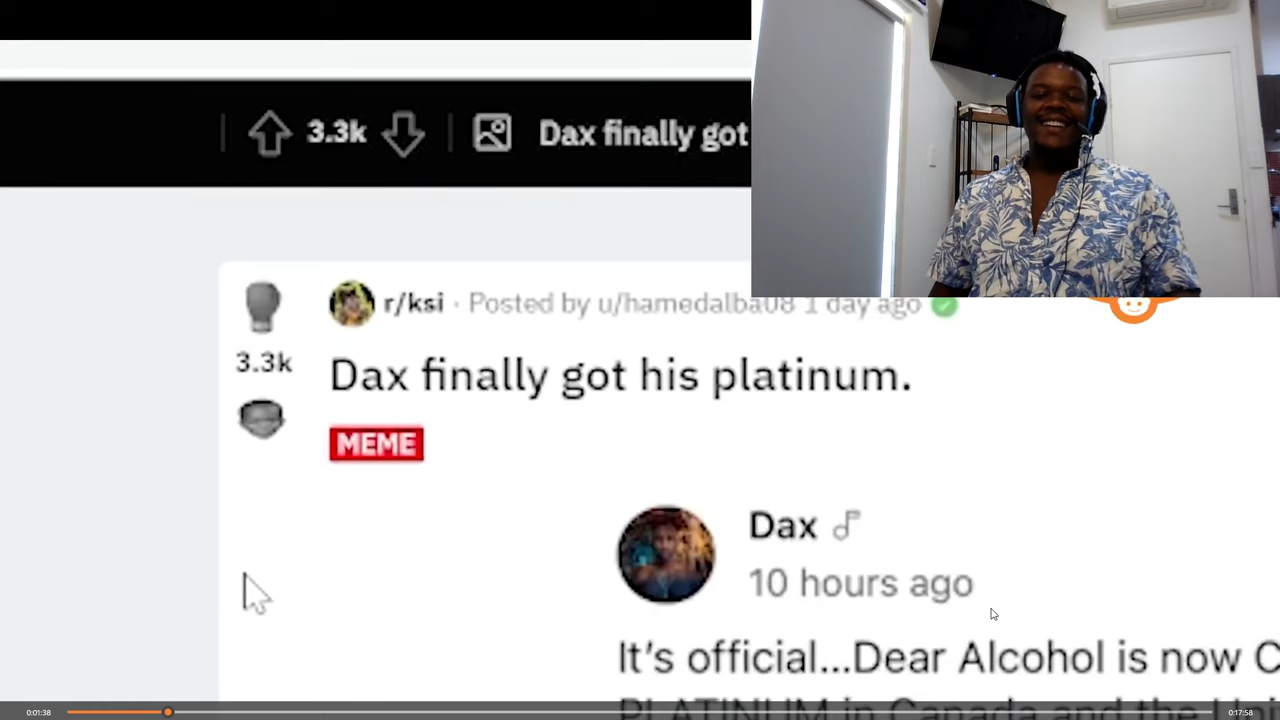 3.3k Dax finally got
r/ksi · Posted by u/hamedalba08 1 day ago
3.3k
Dax finally got his platinum.
MEME
Dax
10 hours ago
It's official...Dear Alcohol is now C
PLATINUM in Canada and the Uni
0:01:38
0:17:58